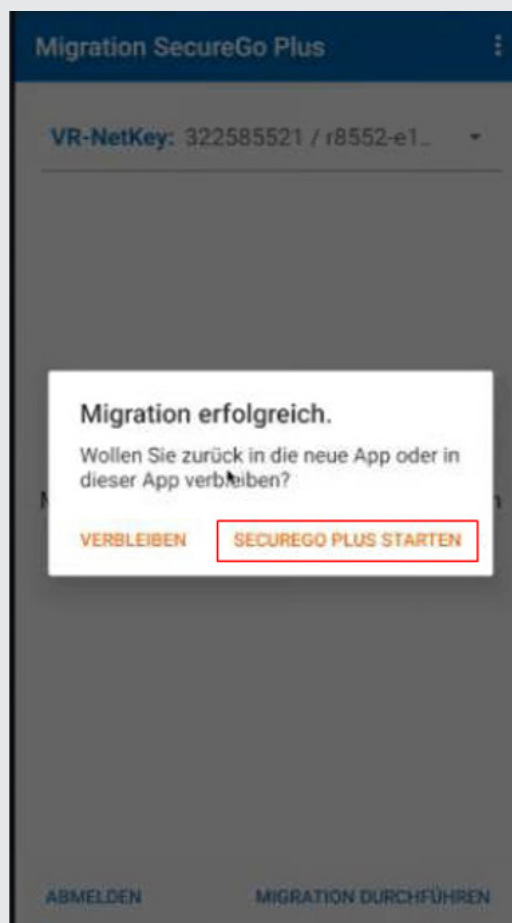 Migration SecureGo Plus
VR-NetKey: 322585521 / r8552-e1...
Migration erfolgreich.
Wollen Sie zurück in die neue App oder in
dieser App verbleiben?
VERBLEIBEN SECUREGO PLUS STARTEN
ABMELDEN MIGRATION DURCHFÜHREN